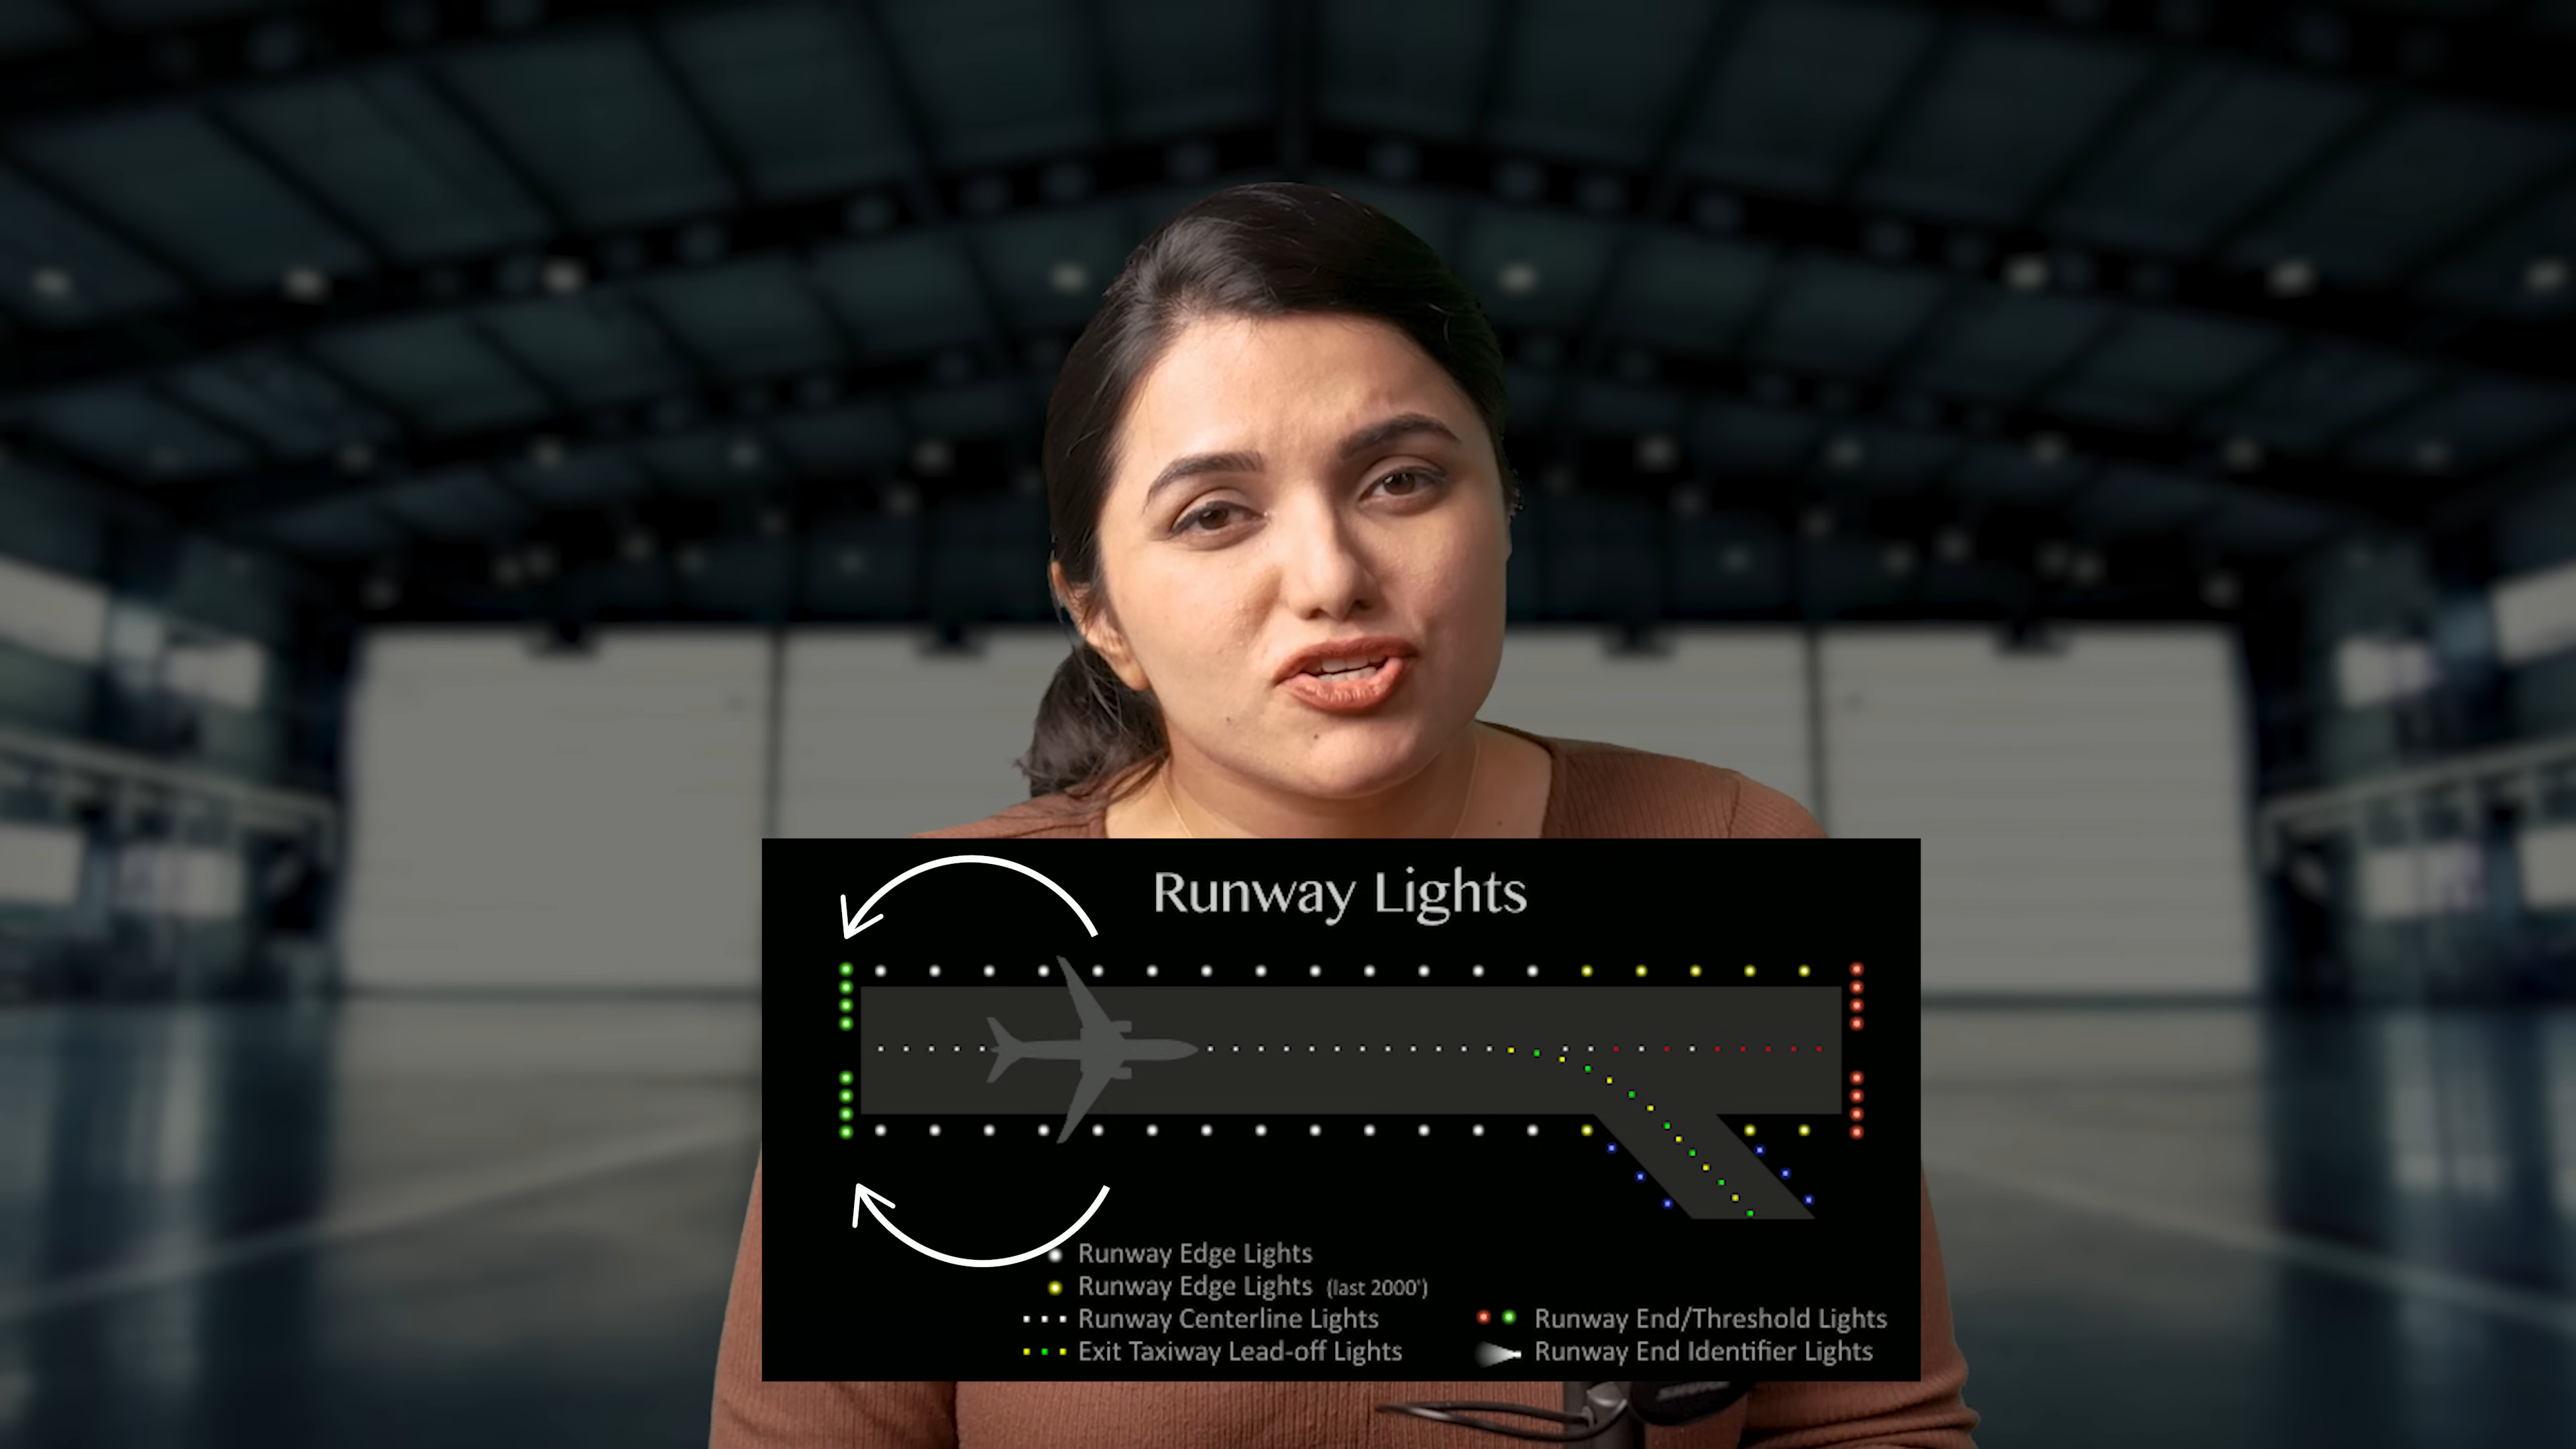 Runway Lights
Runway Edge Lights
Runway Edge Lights (last 2000')
Runway Centerline Lights
Exit Taxiway Lead-off Lights
Runway End/Threshold Lights
Runway End Identifier Lights